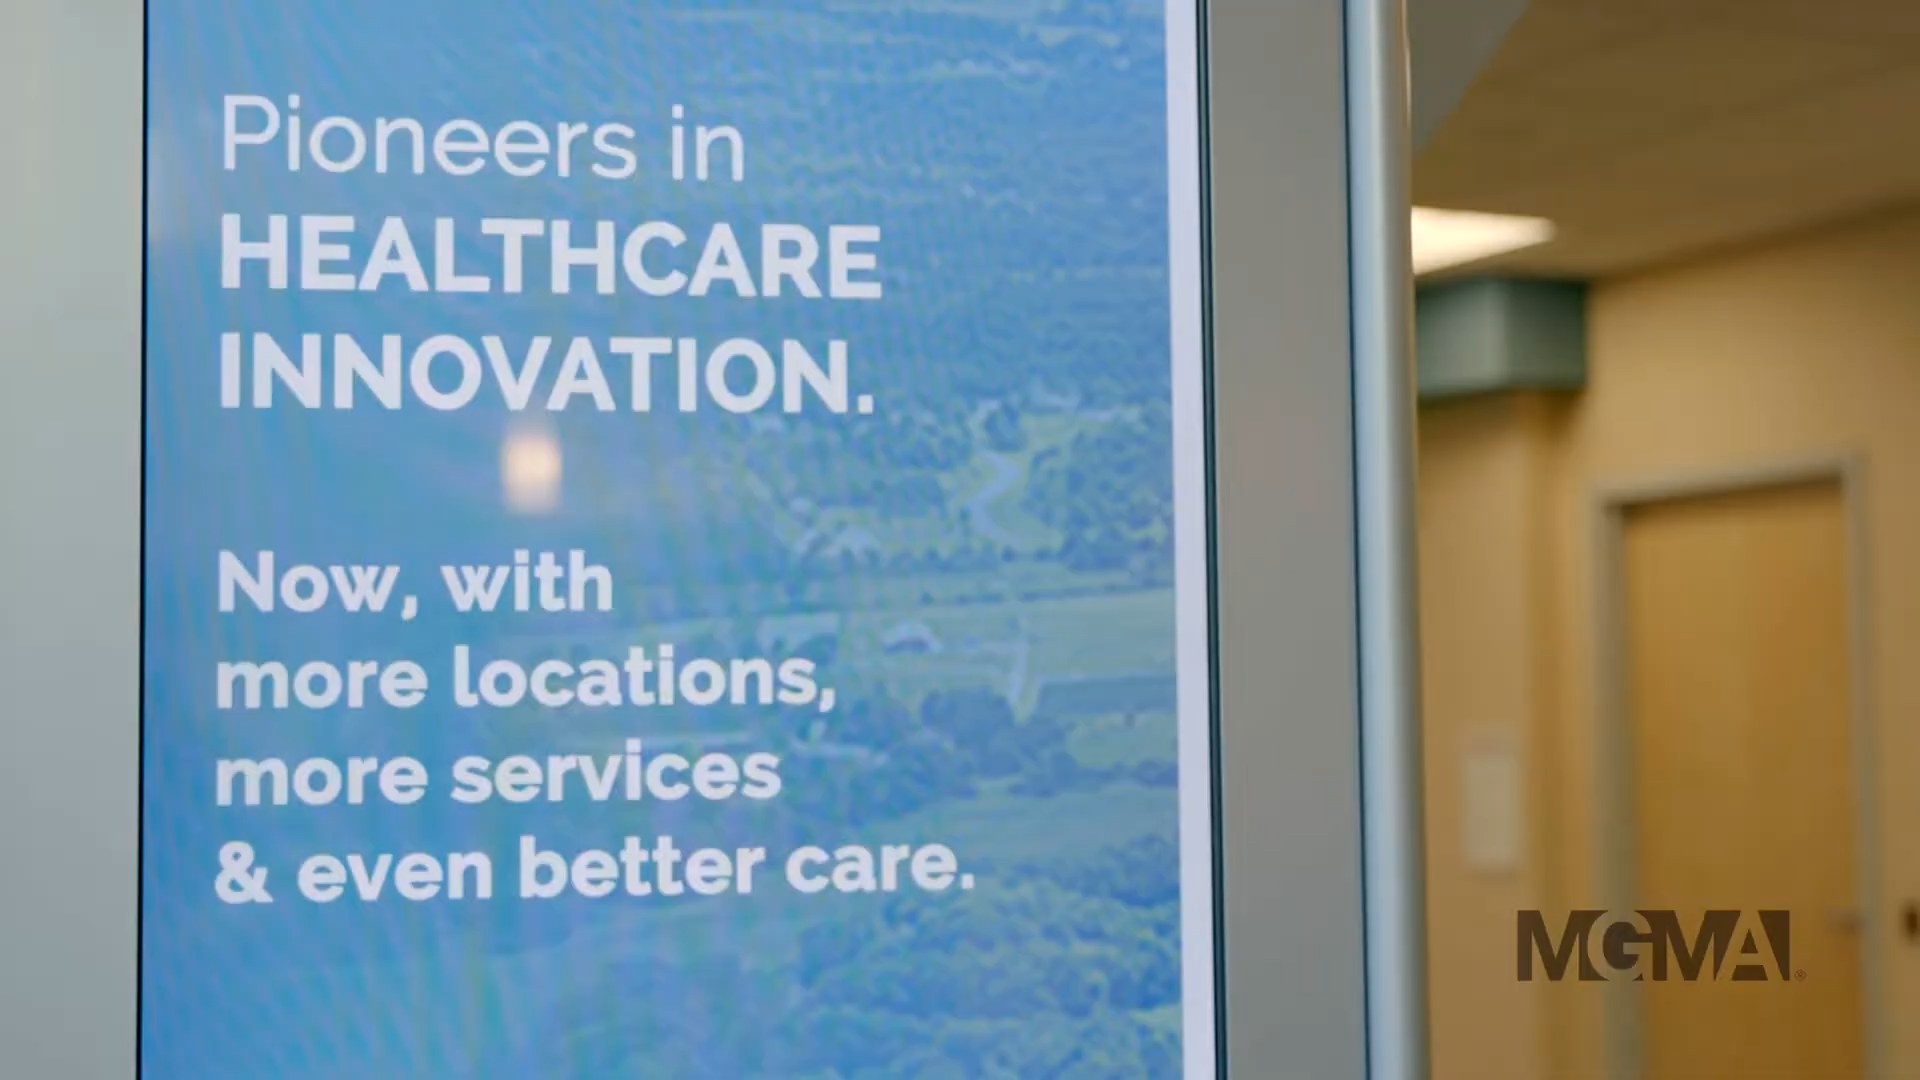 Pioneers in
HEALTHCARE
INNOVATION.
Now, with
more locations,
more services
& even better care.
MGMA®